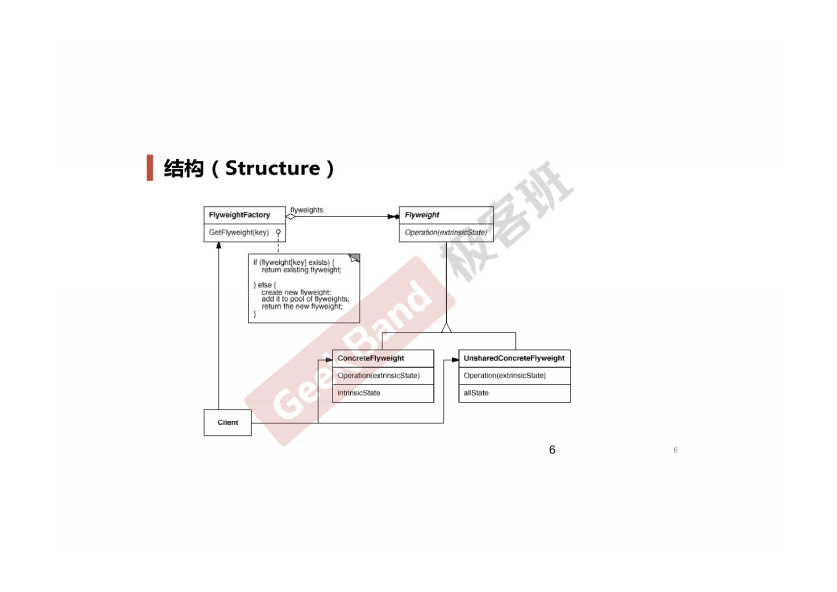 结构（Structure）
flyweights
FlyweightFactory
GetFlyweight(key)
Flyweight
Operation(extrinsicState)
if (flyweight[key] exists) {
return existing flyweight;
} else {
create new flyweight;
add it to pool of flyweights;
return the new flyweight;
}
ConcreteFlyweight
Operation(extrinsicState)
intrinsicState
UnsharedConcreteFlyweight
Operation(extrinsicState)
allState
Client
GeekBand 极客班
6
6